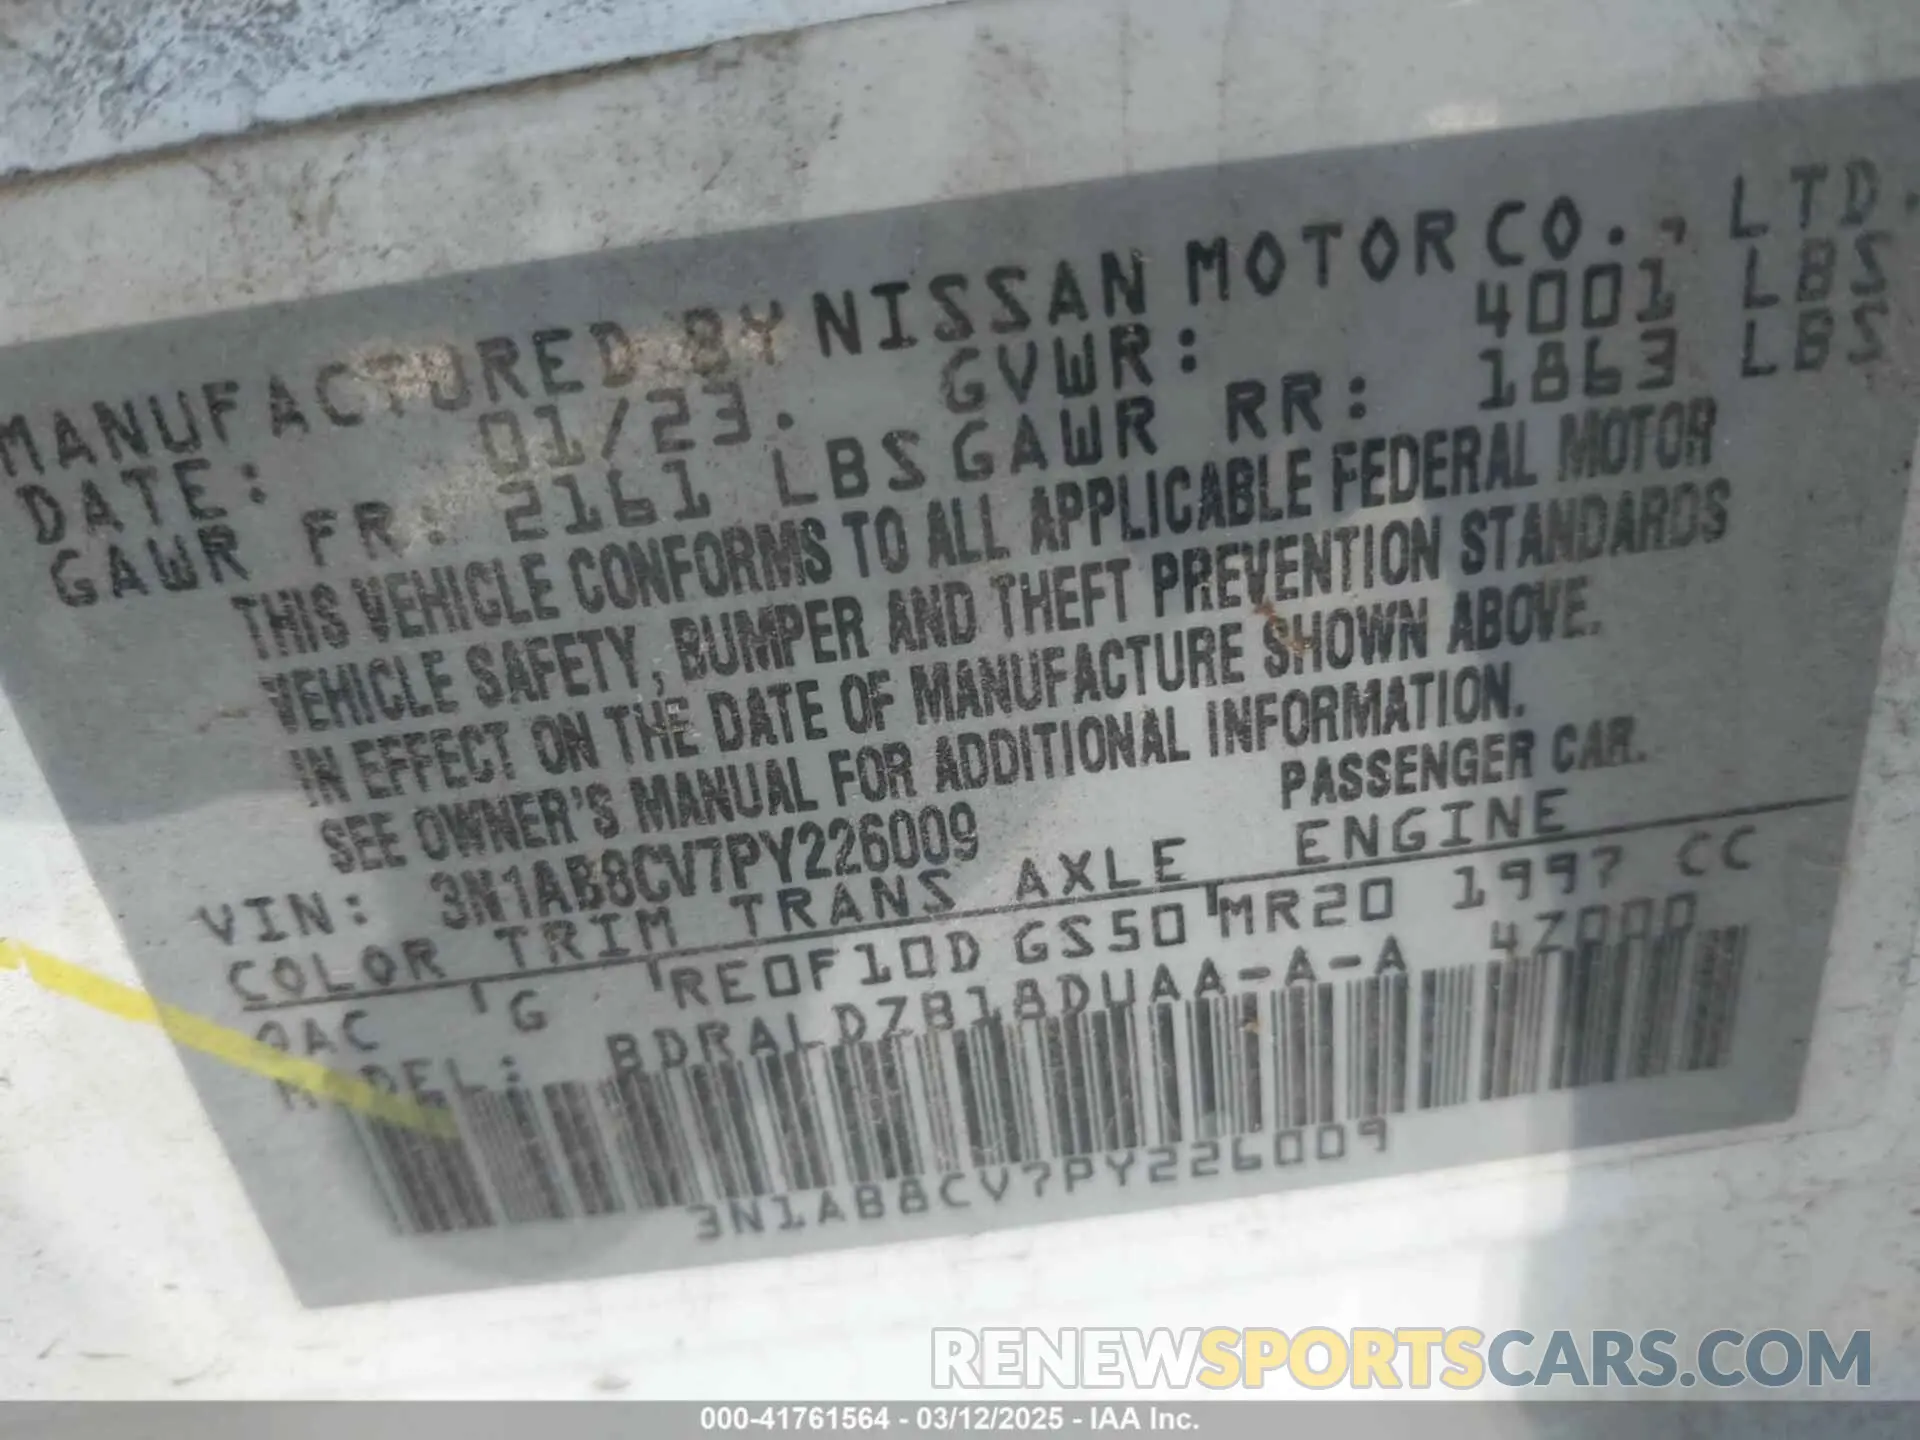 MANUFACTURED BY NISSAN MOTOR CO., LTD.
DATE: 01/23. GVWR: 4001 LBS
GAWR FR: 2161 LBS GAWR RR: 1863 LBS
THIS VEHICLE CONFORMS TO ALL APPLICABLE FEDERAL MOTOR
VEHICLE SAFETY, BUMPER AND THEFT PREVENTION STANDARDS
IN EFFECT ON THE DATE OF MANUFACTURE SHOWN ABOVE.
SEE OWNER'S MANUAL FOR ADDITIONAL INFORMATION.
VIN: 3N1AB8CV7PY226009 PASSENGER CAR.
COLOR TRIM TRANS AXLE ENGINE
QAC G RE0F10D GS50 MR20 1997 CC
MODEL: BDRALDZB18DUAA-A-A 4Z000
3N1AB8CV7PY226009
RENEWSPORTSCARS.COM
000-41761564 - 03/12/2025 - IAA Inc.